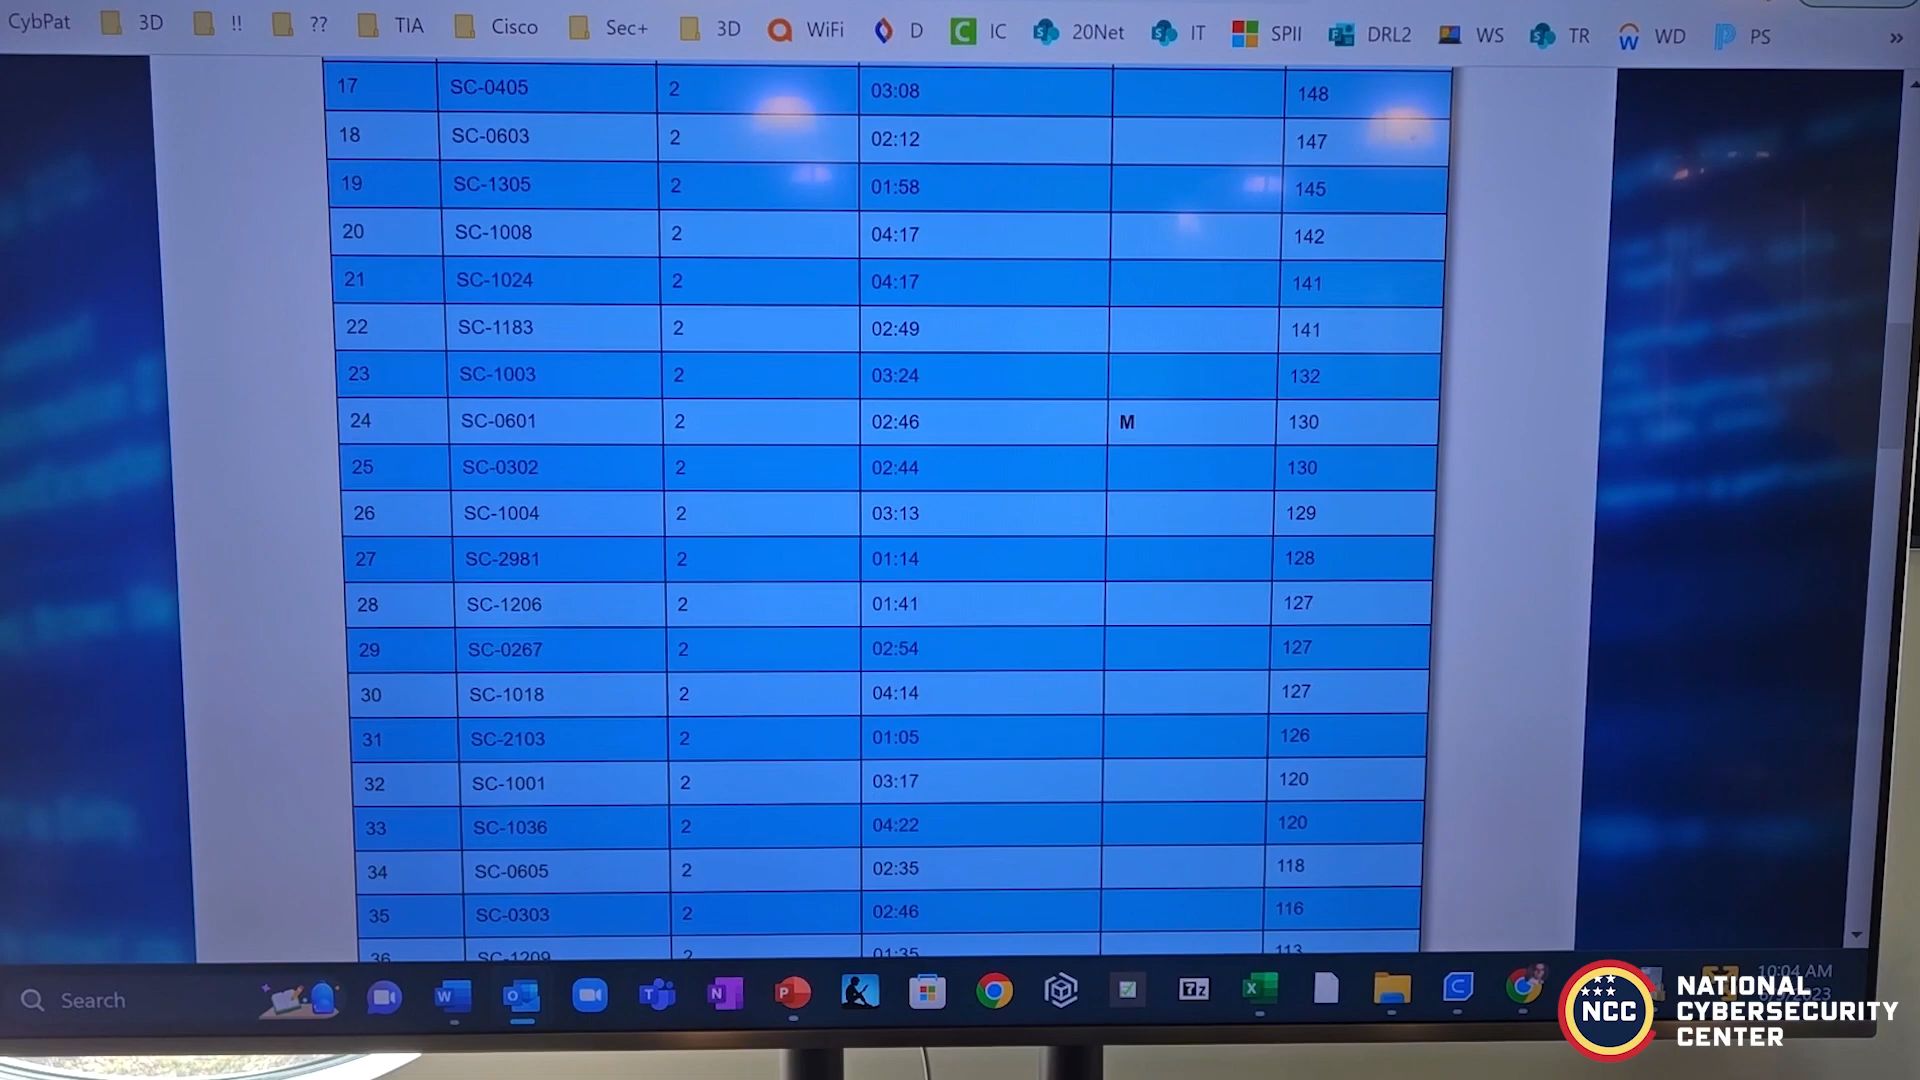 CybPat 3D !! ?? TIA Cisco Sec+ 3D WiFi D IC 20Net IT SPII DRL2 WS TR WD PS »
17 SC-0405 2 03:08 148
18 SC-0603 2 02:12 147
19 SC-1305 2 01:58 145
20 SC-1008 2 04:17 142
21 SC-1024 2 04:17 141
22 SC-1183 2 02:49 141
23 SC-1003 2 03:24 132
24 SC-0601 2 02:46 M 130
25 SC-0302 2 02:44 130
26 SC-1004 2 03:13 129
27 SC-2981 2 01:14 128
28 SC-1206 2 01:41 127
29 SC-0267 2 02:54 127
30 SC-1018 2 04:14 127
31 SC-2103 2 01:05 126
32 SC-1001 2 03:17 120
33 SC-1036 2 04:22 120
34 SC-0605 2 02:35 118
35 SC-0303 2 02:46 116
36 SC-1209 2 01:35 113
Search
10:04 AM
NCC
NATIONAL
CYBERSECURITY
CENTER